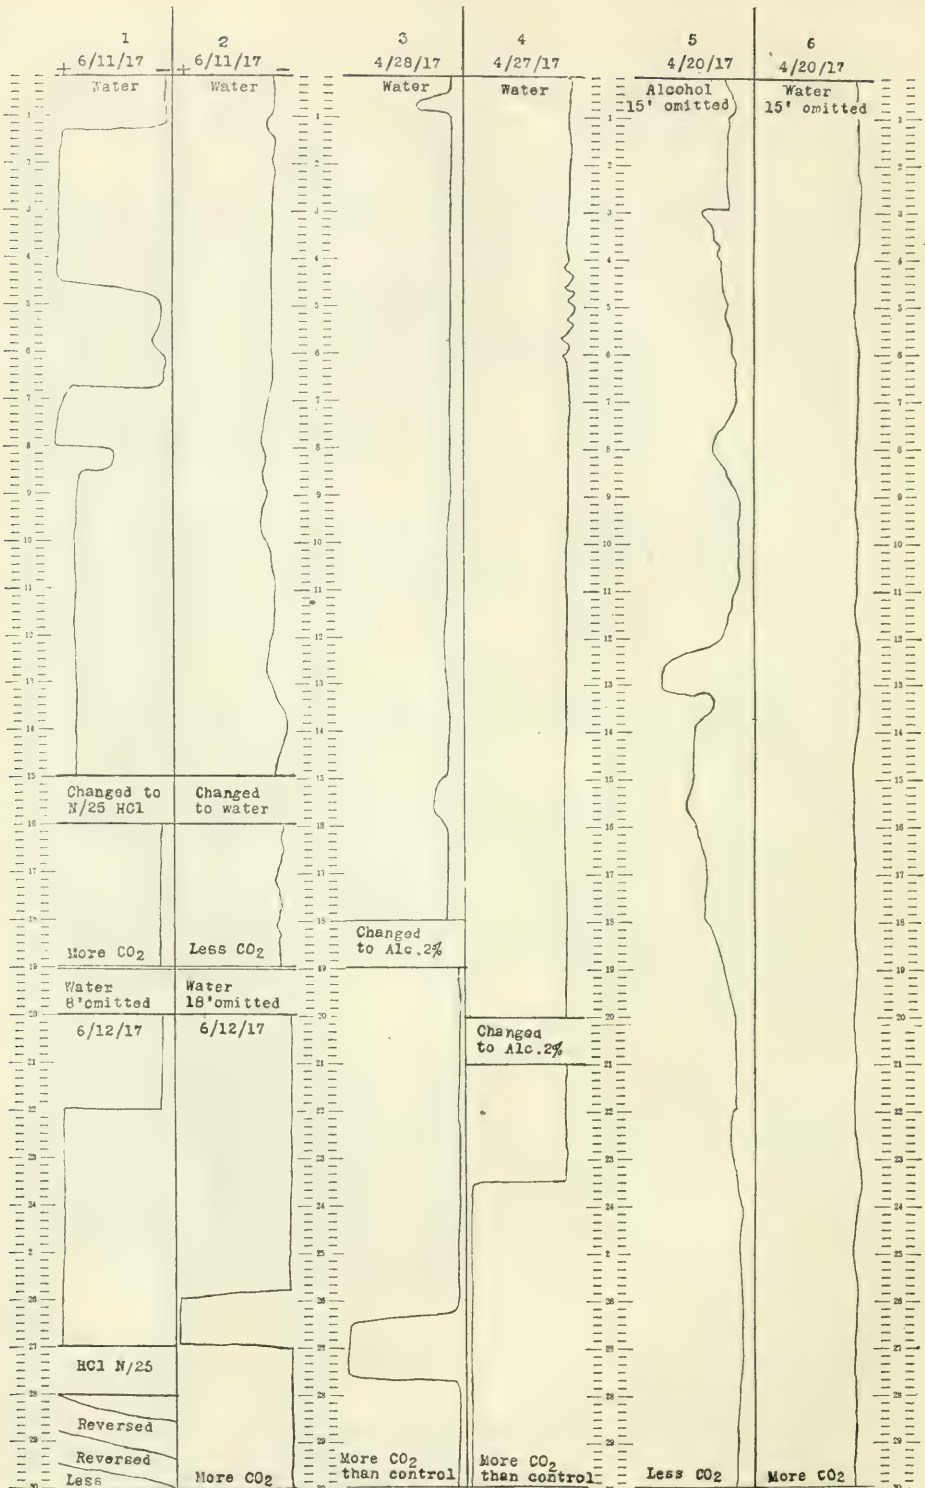 1
2
3
4
5
6
+ 6/11/17 -
+ 6/11/17 -
4/28/17
4/27/17
4/20/17
4/20/17
Water
Water
Water
Water
Alcohol
15' omitted
Water
15' omitted
Changed to
N/25 HCl
Changed
to water
More CO2
Less CO2
Changed
to Alc.2%
Water
8'omitted
Water
18'omitted
6/12/17
6/12/17
Changed
to Alc.2%
HCl N/25
Reversed
Reversed
Less
More CO2
More CO2
than control
More CO2
than control
Less CO2
More CO2